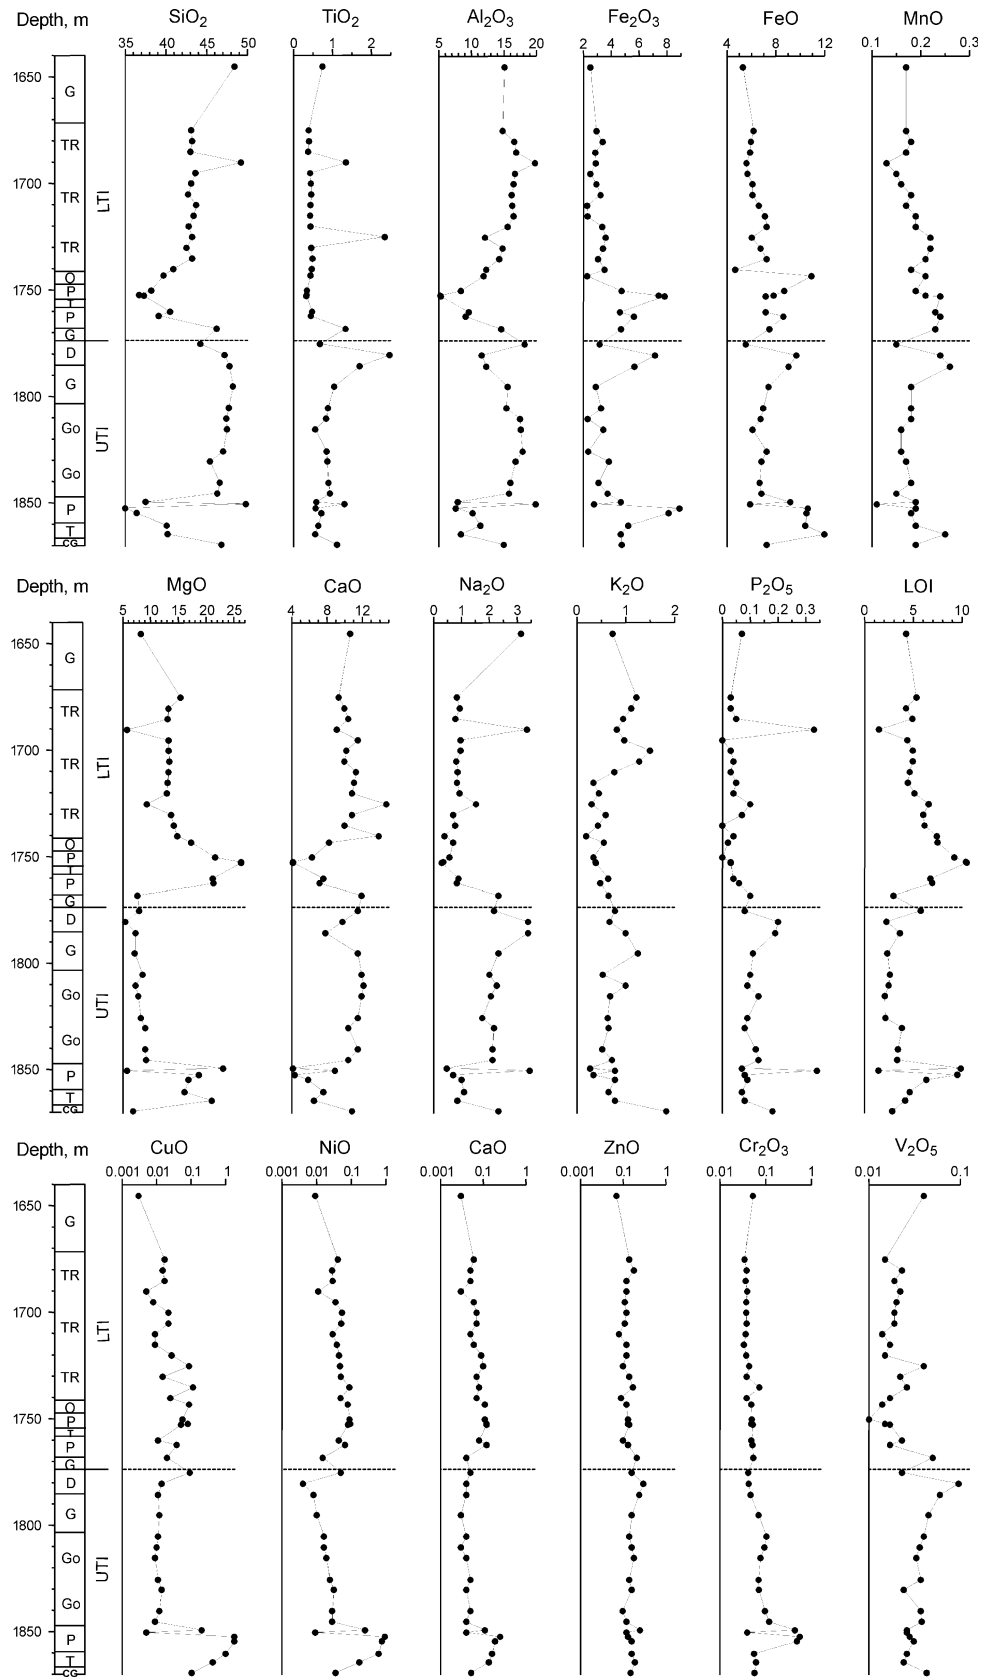 Depth, m SiO2 TiO2 Al2O3 Fe2O3 FeO MnO
35 40 45 50 0 1 2 5 10 15 20 2 4 6 8 4 8 12 0.1 0.2 0.3
1650
G
TR
1700
TR
LTI
TR
O
1750
P
T
P
G
D
1800
G
Go
UTI
Go
1850
P
T
CG
Depth, m MgO CaO Na2O K2O P2O5 LOI
5 10 15 20 25 4 8 12 0 1 2 3 0 1 2 0 0.1 0.2 0.3 0 5 10
1650
G
TR
1700
TR
LTI
TR
O
1750
P
T
P
G
D
1800
G
Go
UTI
Go
1850
P
T
CG
Depth, m CuO NiO CaO ZnO Cr2O3 V2O5
0.001 0.01 0.1 1 0.001 0.01 0.1 1 0.001 0.1 1 0.001 0.1 1 0.01 0.1 1 0.01 0.1
1650
G
TR
1700
TR
LTI
TR
O
1750
P
T
P
G
D
1800
G
Go
UTI
Go
1850
P
T
CG